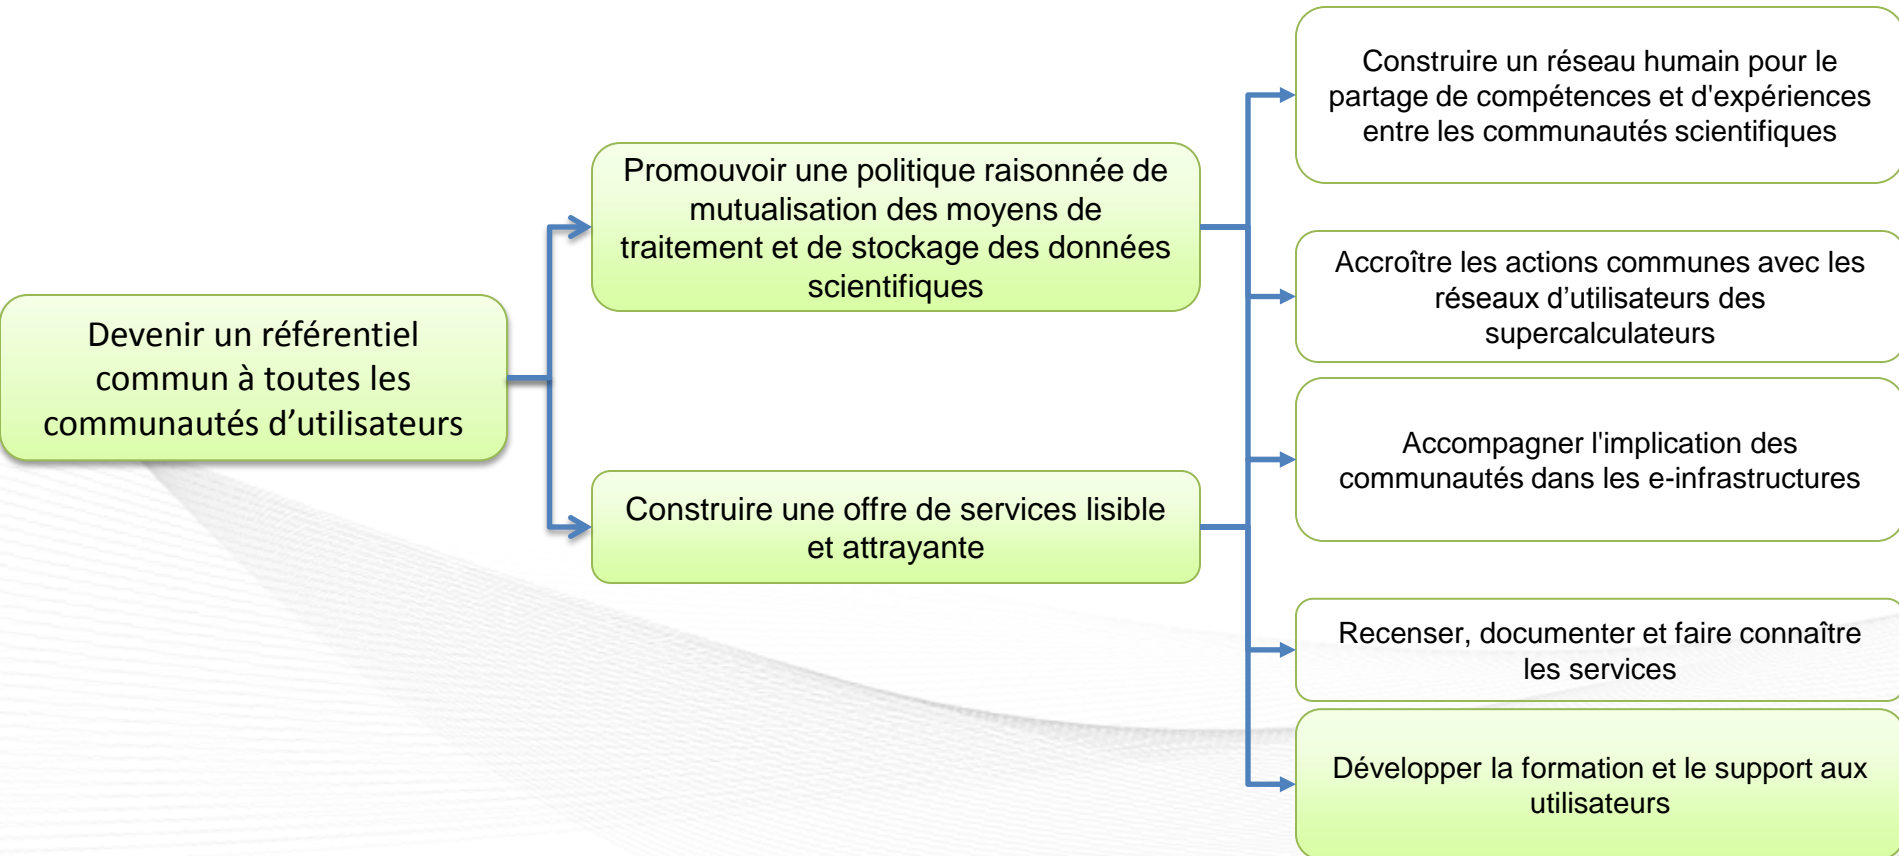 Devenir un référentiel
commun à toutes les
communautés d’utilisateurs
Promouvoir une politique raisonnée de
mutualisation des moyens de
traitement et de stockage des données
scientifiques
Construire une offre de services lisible
et attrayante
Construire un réseau humain pour le
partage de compétences et d'expériences
entre les communautés scientifiques
Accroître les actions communes avec les
réseaux d’utilisateurs des
supercalculateurs
Accompagner l'implication des
communautés dans les e-infrastructures
Recenser, documenter et faire connaître
les services
Développer la formation et le support aux
utilisateurs